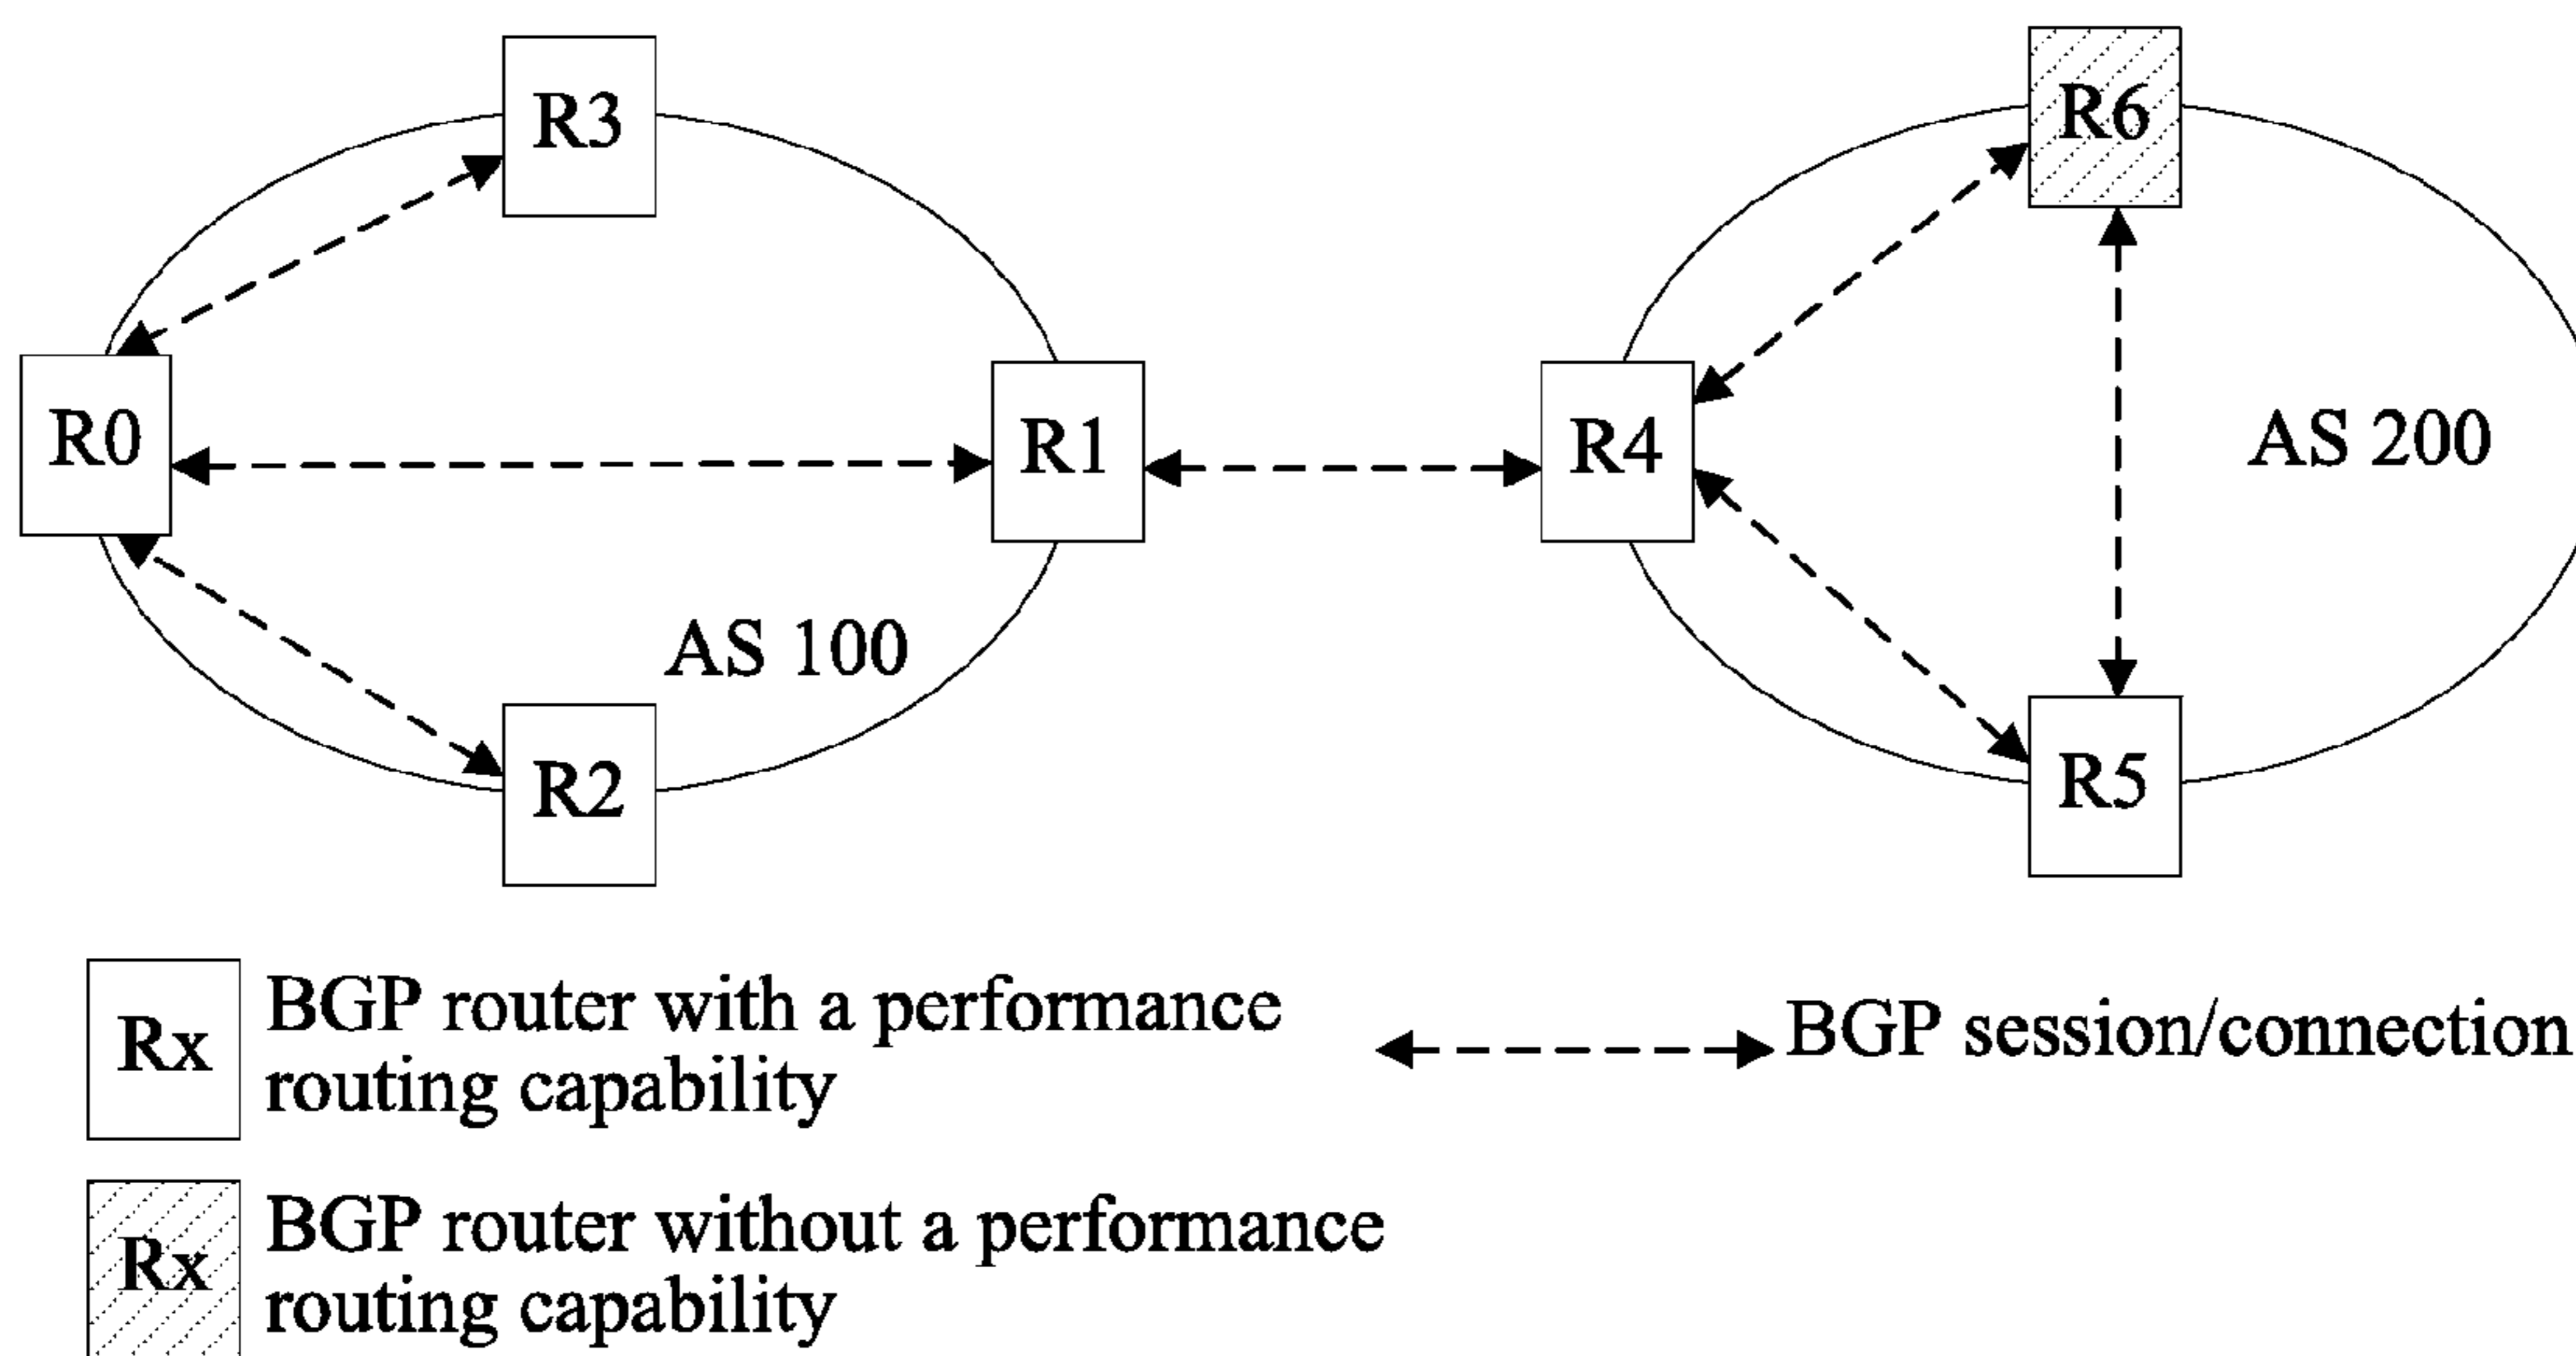 R3
R6
R0
R1
R4
AS 200
AS 100
R2
R5
Rx
BGP router with a performance
routing capability
BGP session/connection
Rx
BGP router without a performance
routing capability